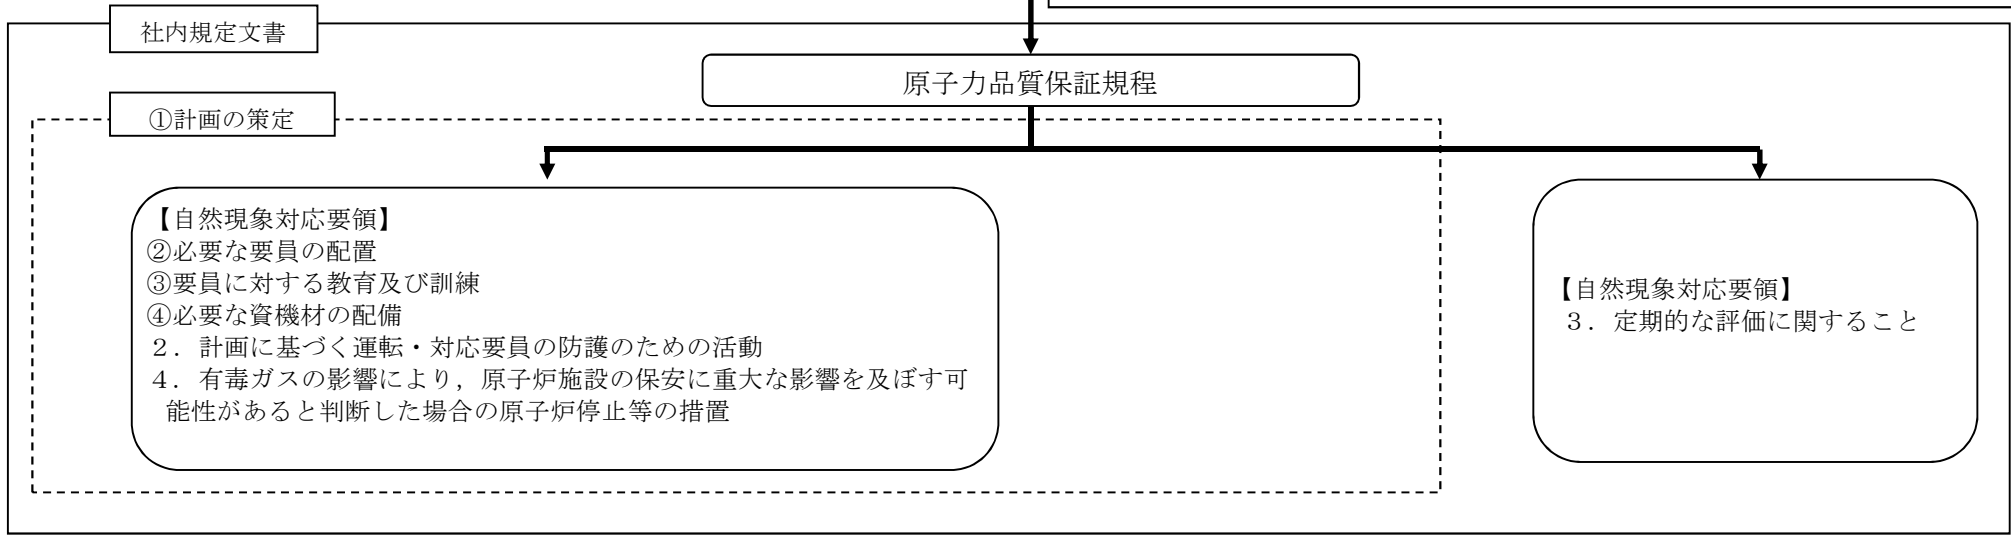 社内規定文書
原子力品質保証規程
①計画の策定
【自然現象対応要領】
②必要な要員の配置
③要員に対する教育及び訓練
④必要な資機材の配備
２．計画に基づく運転・対応要員の防護のための活動
４．有毒ガスの影響により，原子炉施設の保安に重大な影響を及ぼす可
能性があると判断した場合の原子炉停止等の措置
【自然現象対応要領】
３．定期的な評価に関すること